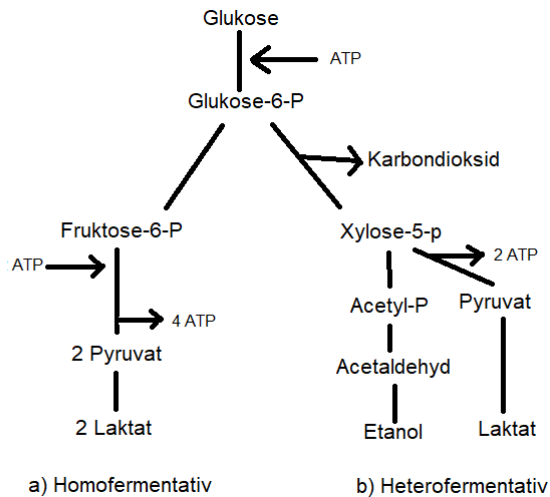 Glukose
ATP
Glukose-6-P
Karbondioksid
Fruktose-6-P
Xylose-5-p
ATP
2 ATP
4 ATP
Acetyl-P
Pyruvat
2 Pyruvat
Acetaldehyd
2 Laktat
Etanol
Laktat
a) Homofermentativ
b) Heterofermentativ